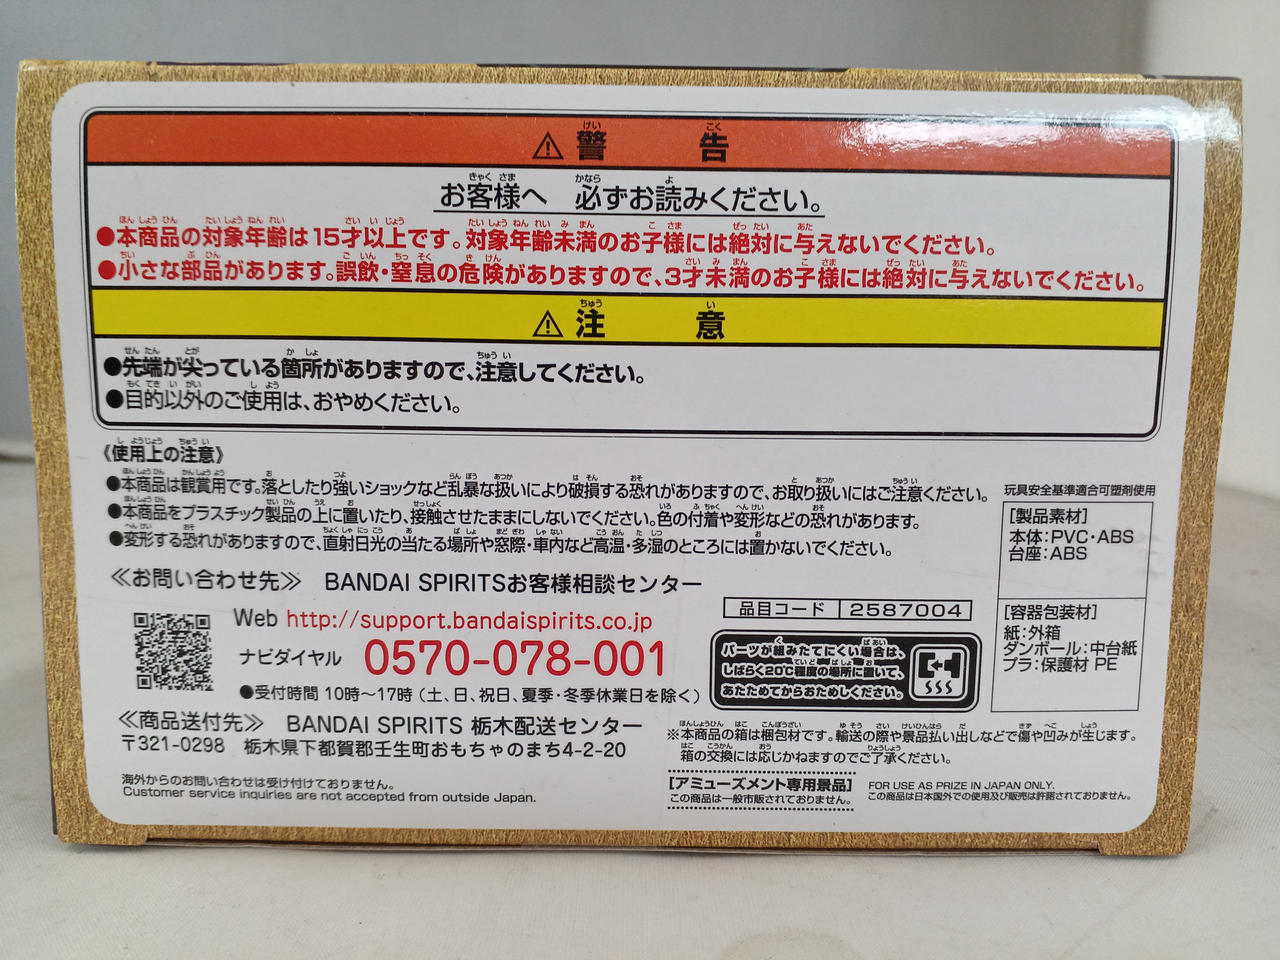 ⚠警告
お客様へ 必ずお読みください。
●本商品の対象年齢は15才以上です。対象年齢未満のお子様には絶対に与えないでください。
●小さな部品があります。誤飲・窒息の危険がありますので、3才未満のお子様には絶対に与えないでください。
⚠注意
●先端が尖っている箇所がありますので、注意してください。
●目的以外のご使用は、おやめください。
《使用上の注意》
●本商品は観賞用です。落としたり強いショックなど乱暴な扱いにより破損する恐れがありますので、お取り扱いにはご注意ください。
●本商品をプラスチック製品の上に置いたり、接触させたままにしないでください。色の付着や変形などの恐れがあります。
●変形する恐れがありますので、直射日光の当たる場所や窓際・車内など高温・多湿のところには置かないでください。
玩具安全基準適合可塑剤使用
[製品素材]
本体:PVC・ABS
台座:ABS
[容器包装材]
紙:外箱
ダンボール:中台紙
プラ:保護材 PE
≪お問い合わせ先≫ BANDAI SPIRITSお客様相談センター
Web http://support.bandaispirits.co.jp
ナビダイヤル 0570-078-001
●受付時間 10時～17時(土、日、祝日、夏季・冬季休業日を除く)
品目コード 2587004
パーツが組みたてにくい場合は、
しばらく20℃程度の場所に置いて、
あたためてからおためしください。
≪商品送付先≫ BANDAI SPIRITS 栃木配送センター
〒321-0298 栃木県下都賀郡壬生町おもちゃのまち4-2-20
※本商品の箱は梱包材です。輸送の際や景品払い出しなどで傷や凹みが生じます。
箱の交換には応じかねますのでご了承ください。
海外からのお問い合わせは受け付けておりません。
Customer service inquiries are not accepted from outside Japan.
[アミューズメント専用景品]
この商品は一般市販されておりません。
FOR USE AS PRIZE IN JAPAN ONLY.
この商品は日本国外での使用及び販売は許諾されておりません。